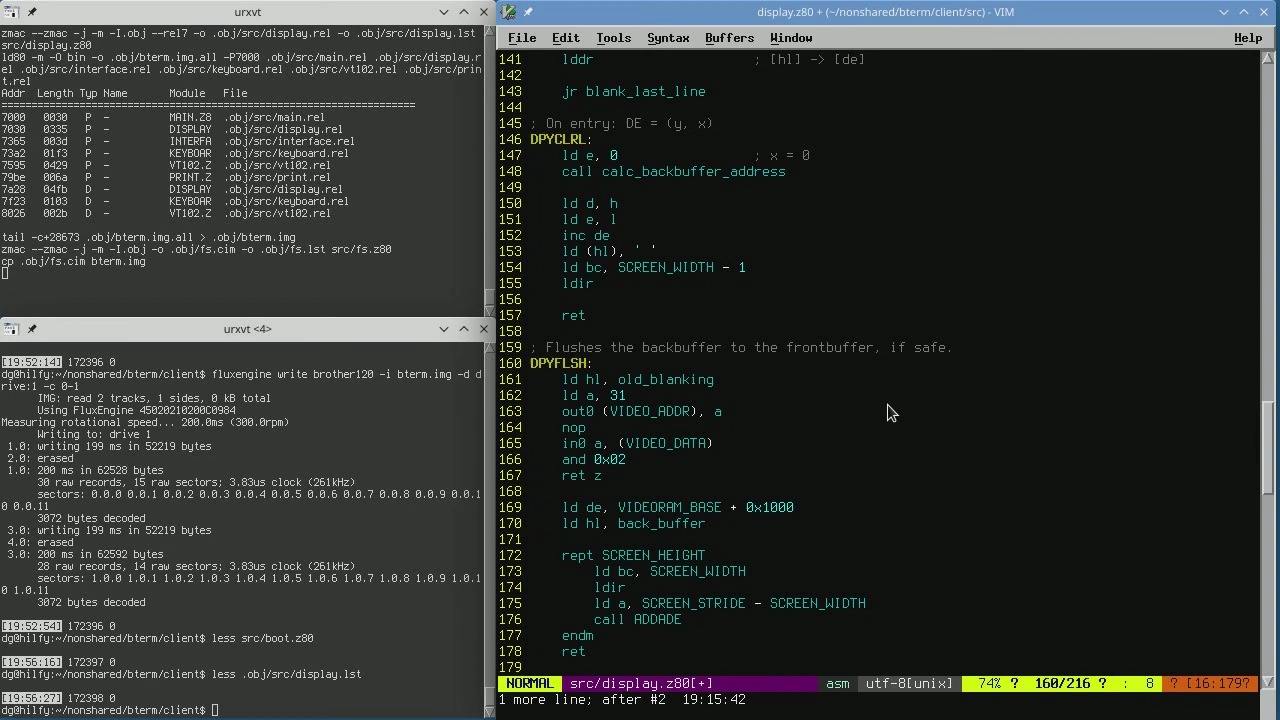 urxvt
zmac --zmac -j -m -I.obj --rel7 -o .obj/src/display.rel -o .obj/src/display.lst
src/display.z80
ld80 -m -O bin -o .obj/bterm.img.all -P7000 .obj/src/main.rel .obj/src/display.r
el .obj/src/interface.rel .obj/src/keyboard.rel .obj/src/vt102.rel .obj/src/prin
t.rel
Addr Length Typ Name Module File
================================================================
7000 0030 P - MAIN.Z8 .obj/src/main.rel
7030 0335 P - DISPLAY .obj/src/display.rel
7365 003d P - INTERFA .obj/src/interface.rel
73a2 01f3 P - KEYBOAR .obj/src/keyboard.rel
7595 0429 P - VT102.Z .obj/src/vt102.rel
79be 006a P - PRINT.Z .obj/src/print.rel
7a28 04fb D - DISPLAY .obj/src/display.rel
7f23 0103 D - KEYBOAR .obj/src/keyboard.rel
8026 002b D - VT102.Z .obj/src/vt102.rel
tail -c+28673 .obj/bterm.img.all > .obj/bterm.img
zmac --zmac -j -m -I.obj -o .obj/fs.cim -o .obj/fs.lst src/fs.z80
cp .obj/fs.cim bterm.img
urxvt <4>
[19:52:14] 172396 0
dg@hilfy:~/nonshared/bterm/client$ fluxengine write brother120 -i bterm.img -d d
rive:1 -c 0-1
IMG: read 2 tracks, 1 sides, 0 kB total
Using FluxEngine 45020210200C0984
Measuring rotational speed... 200.0ms (300.0rpm)
Writing to: drive 1
1.0: writing 199 ms in 52219 bytes
2.0: erased
1.0: 200 ms in 62528 bytes
30 raw records, 15 raw sectors; 3.83us clock (261kHz)
sectors: 0.0.0 0.0.1 0.0.2 0.0.3 0.0.4 0.0.5 0.0.6 0.0.7 0.0.8 0.0.9 0.0.1
0 0.0.11
3072 bytes decoded
3.0: writing 199 ms in 52219 bytes
4.0: erased
3.0: 200 ms in 62592 bytes
28 raw records, 14 raw sectors; 3.83us clock (261kHz)
sectors: 1.0.0 1.0.1 1.0.2 1.0.3 1.0.4 1.0.5 1.0.6 1.0.7 1.0.8 1.0.9 1.0.1
0 1.0.11
3072 bytes decoded
[19:52:54] 172396 0
dg@hilfy:~/nonshared/bterm/client$ less src/boot.z80
[19:56:16] 172397 0
dg@hilfy:~/nonshared/bterm/client$ less .obj/src/display.lst
[19:56:27] 172398 0
dg@hilfy:~/nonshared/bterm/client$
display.z80 + (~/nonshared/bterm/client/src) - VIM
File Edit Tools Syntax Buffers Window Help
141 lddr ; [hl] -> [de]
142
143 jr blank_last_line
144
145 ; On entry: DE = (y, x)
146 DPYCLRL:
147 ld e, 0 ; x = 0
148 call calc_backbuffer_address
149
150 ld d, h
151 ld e, l
152 inc de
153 ld (hl), ' '
154 ld bc, SCREEN_WIDTH - 1
155 ldir
156
157 ret
158
159 ; Flushes the backbuffer to the frontbuffer, if safe.
160 DPYFLSH:
161 ld hl, old_blanking
162 ld a, 31
163 out0 (VIDEO_ADDR), a
164 nop
165 in0 a, (VIDEO_DATA)
166 and 0x02
167 ret z
168
169 ld de, VIDEORAM_BASE + 0x1000
170 ld hl, back_buffer
171
172 rept SCREEN_HEIGHT
173 ld bc, SCREEN_WIDTH
174 ldir
175 ld a, SCREEN_STRIDE - SCREEN_WIDTH
176 call ADDADE
177 endm
178 ret
179
NORMAL src/display.z80[+] asm utf-8[unix] 74% ? 160/216 ? : 8 ? [16:179?
1 more line; after #2 19:15:42